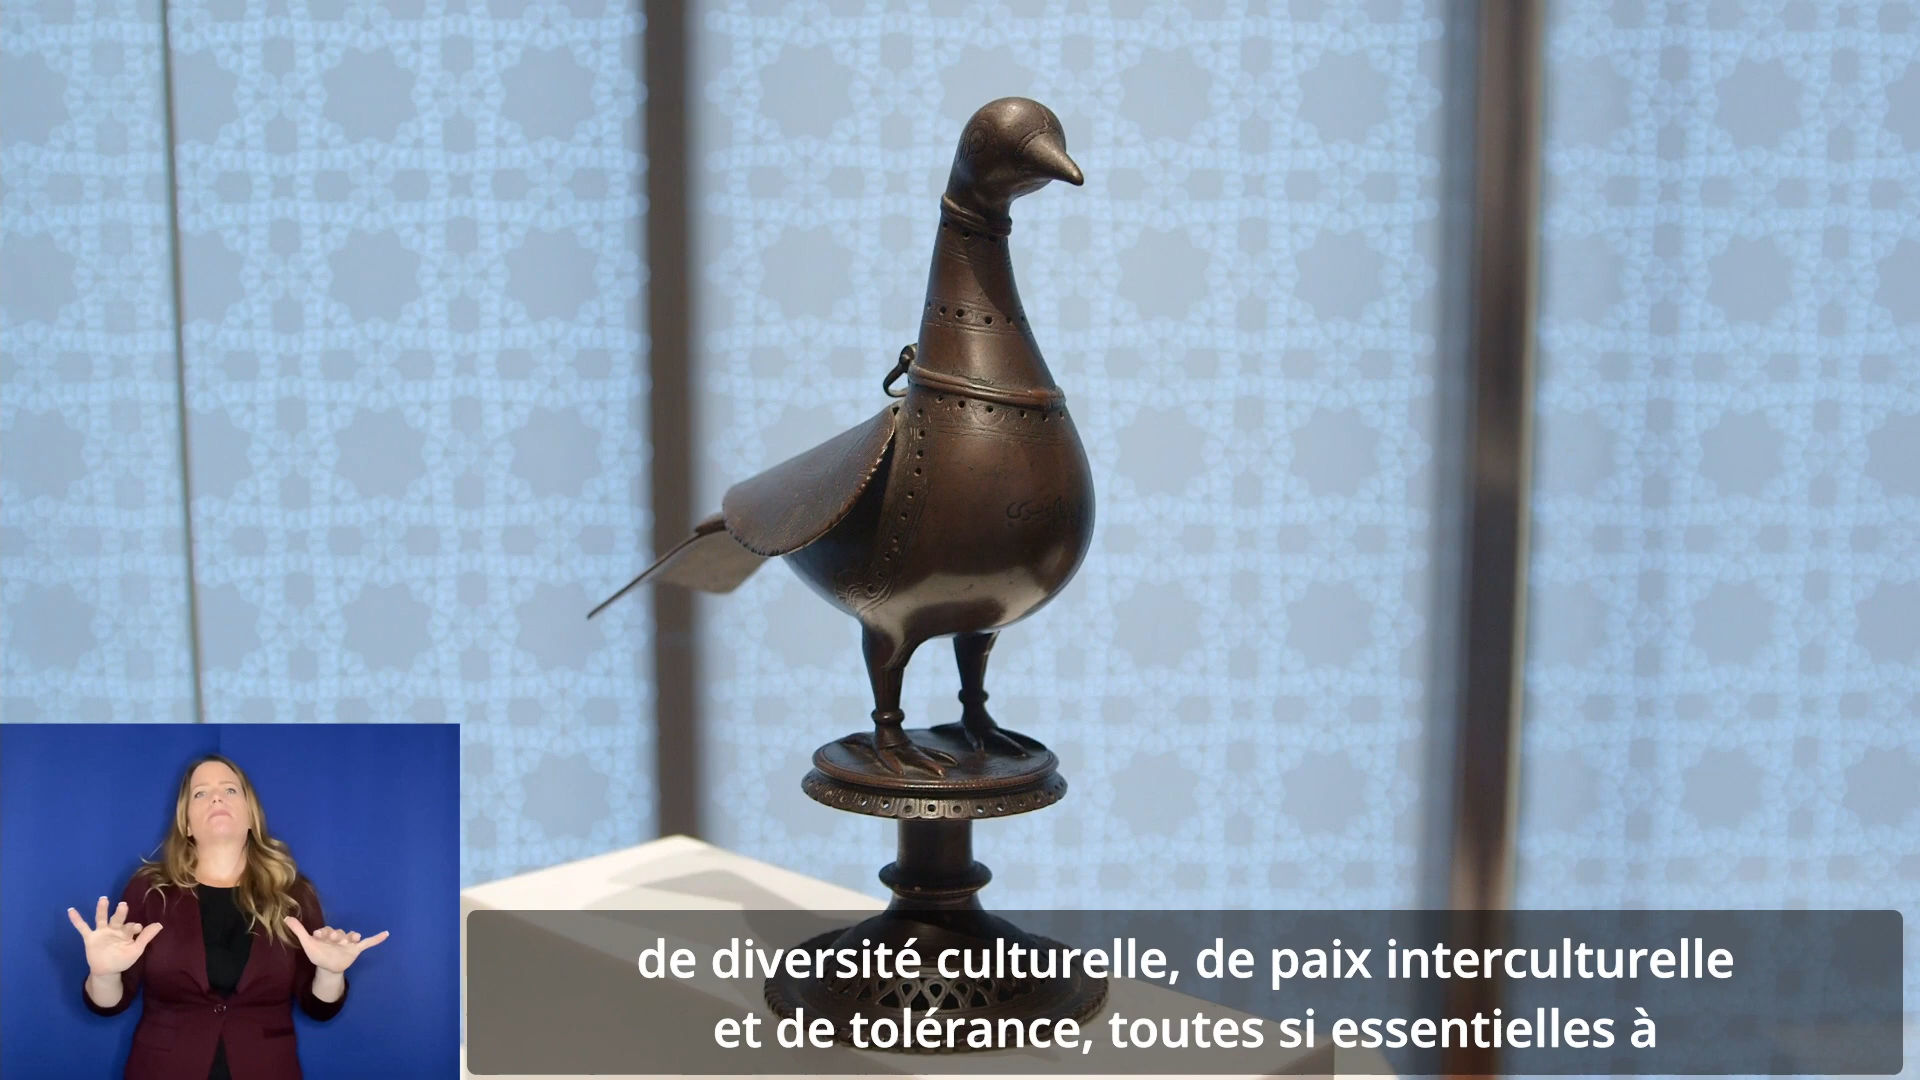 de diversité culturelle, de paix interculturelle
et de tolérance, toutes si essentielles à